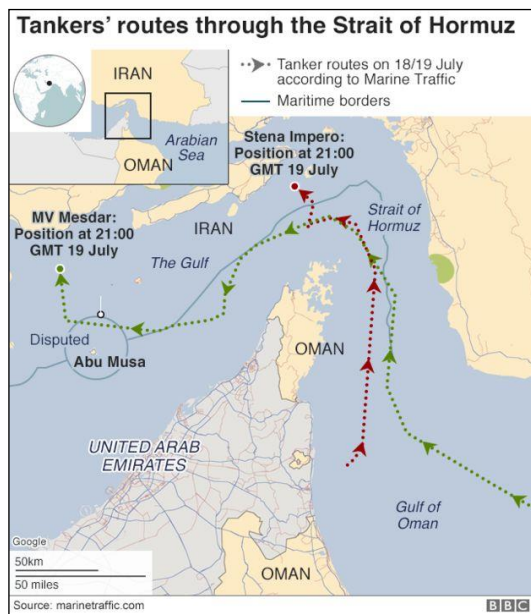 Tankers' routes through the Strait of Hormuz
IRAN
Arabian
Sea
OMAN
Tanker routes on 18/19 July
according to Marine Traffic
Maritime borders
Stena Impero:
Position at 21:00
GMT 19 July
MV Mesdar:
Position at 21:00
GMT 19 July
IRAN
Strait of
Hormuz
The Gulf
Disputed
Abu Musa
OMAN
UNITED ARAB
EMIRATES
Gulf of
Oman
OMAN
Google
50km
50 miles
Source: marinetraffic.com
BBC